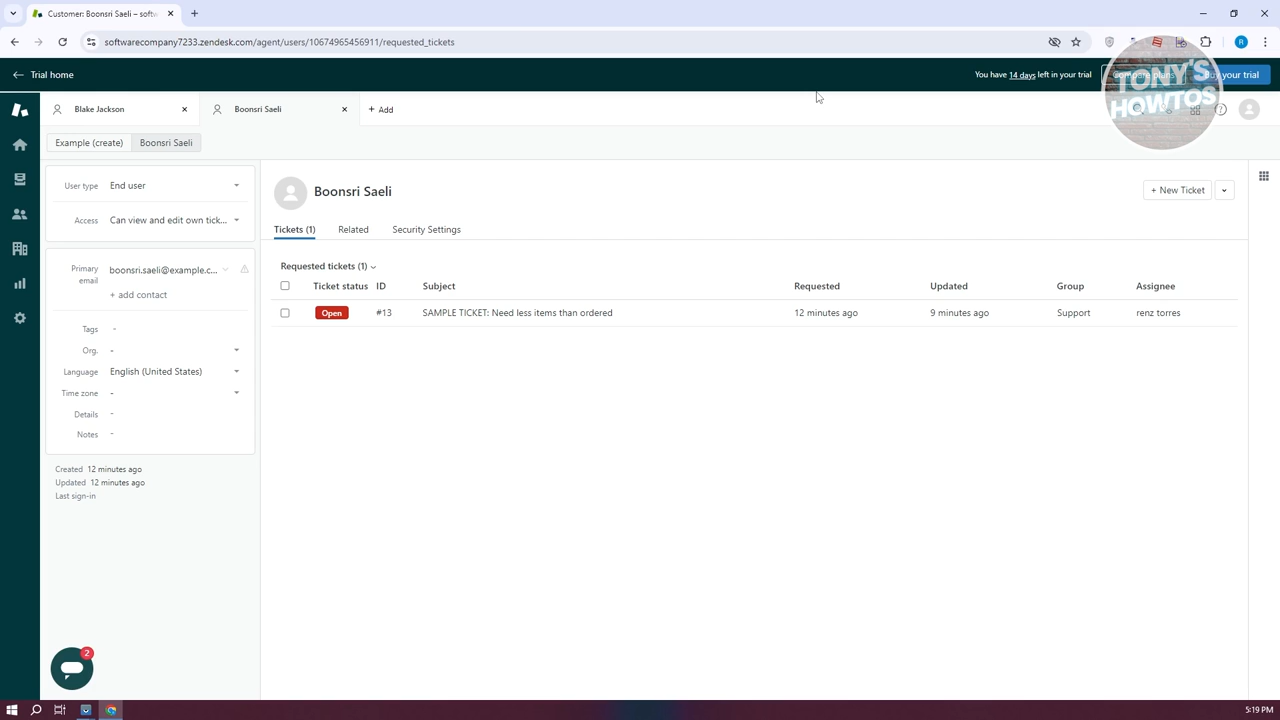 Customer: Boonsri Saeli – softw
softwarecompany7233.zendesk.com/agent/users/10674965456911/requested_tickets
R
Trial home
You have 14 days left in your trial
Compare plans
Buy your trial
TONY'S
HOWTOS
Blake Jackson
Boonsri Saeli
+ Add
Example (create)
Boonsri Saeli
User type
End user
Access
Can view and edit own tick...
Primary email
boonsri.saeli@example.c...
+ add contact
Tags -
Org. -
Language English (United States)
Time zone -
Details -
Notes -
Created 12 minutes ago
Updated 12 minutes ago
Last sign-in
Boonsri Saeli
+ New Ticket
Tickets (1)
Related
Security Settings
Requested tickets (1)
Ticket status ID Subject Requested Updated Group Assignee
Open #13 SAMPLE TICKET: Need less items than ordered 12 minutes ago 9 minutes ago Support renz torres
2
5:19 PM